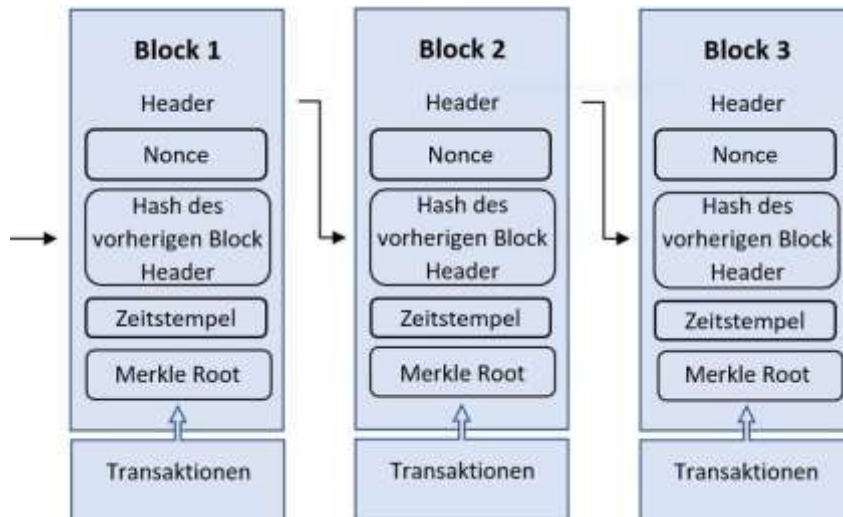 Block 1
Header
Nonce
Hash des
vorherigen Block
Header
Zeitstempel
Merkle Root
Transaktionen
Block 2
Header
Nonce
Hash des
vorherigen Block
Header
Zeitstempel
Merkle Root
Transaktionen
Block 3
Header
Nonce
Hash des
vorherigen Block
Header
Zeitstempel
Merkle Root
Transaktionen